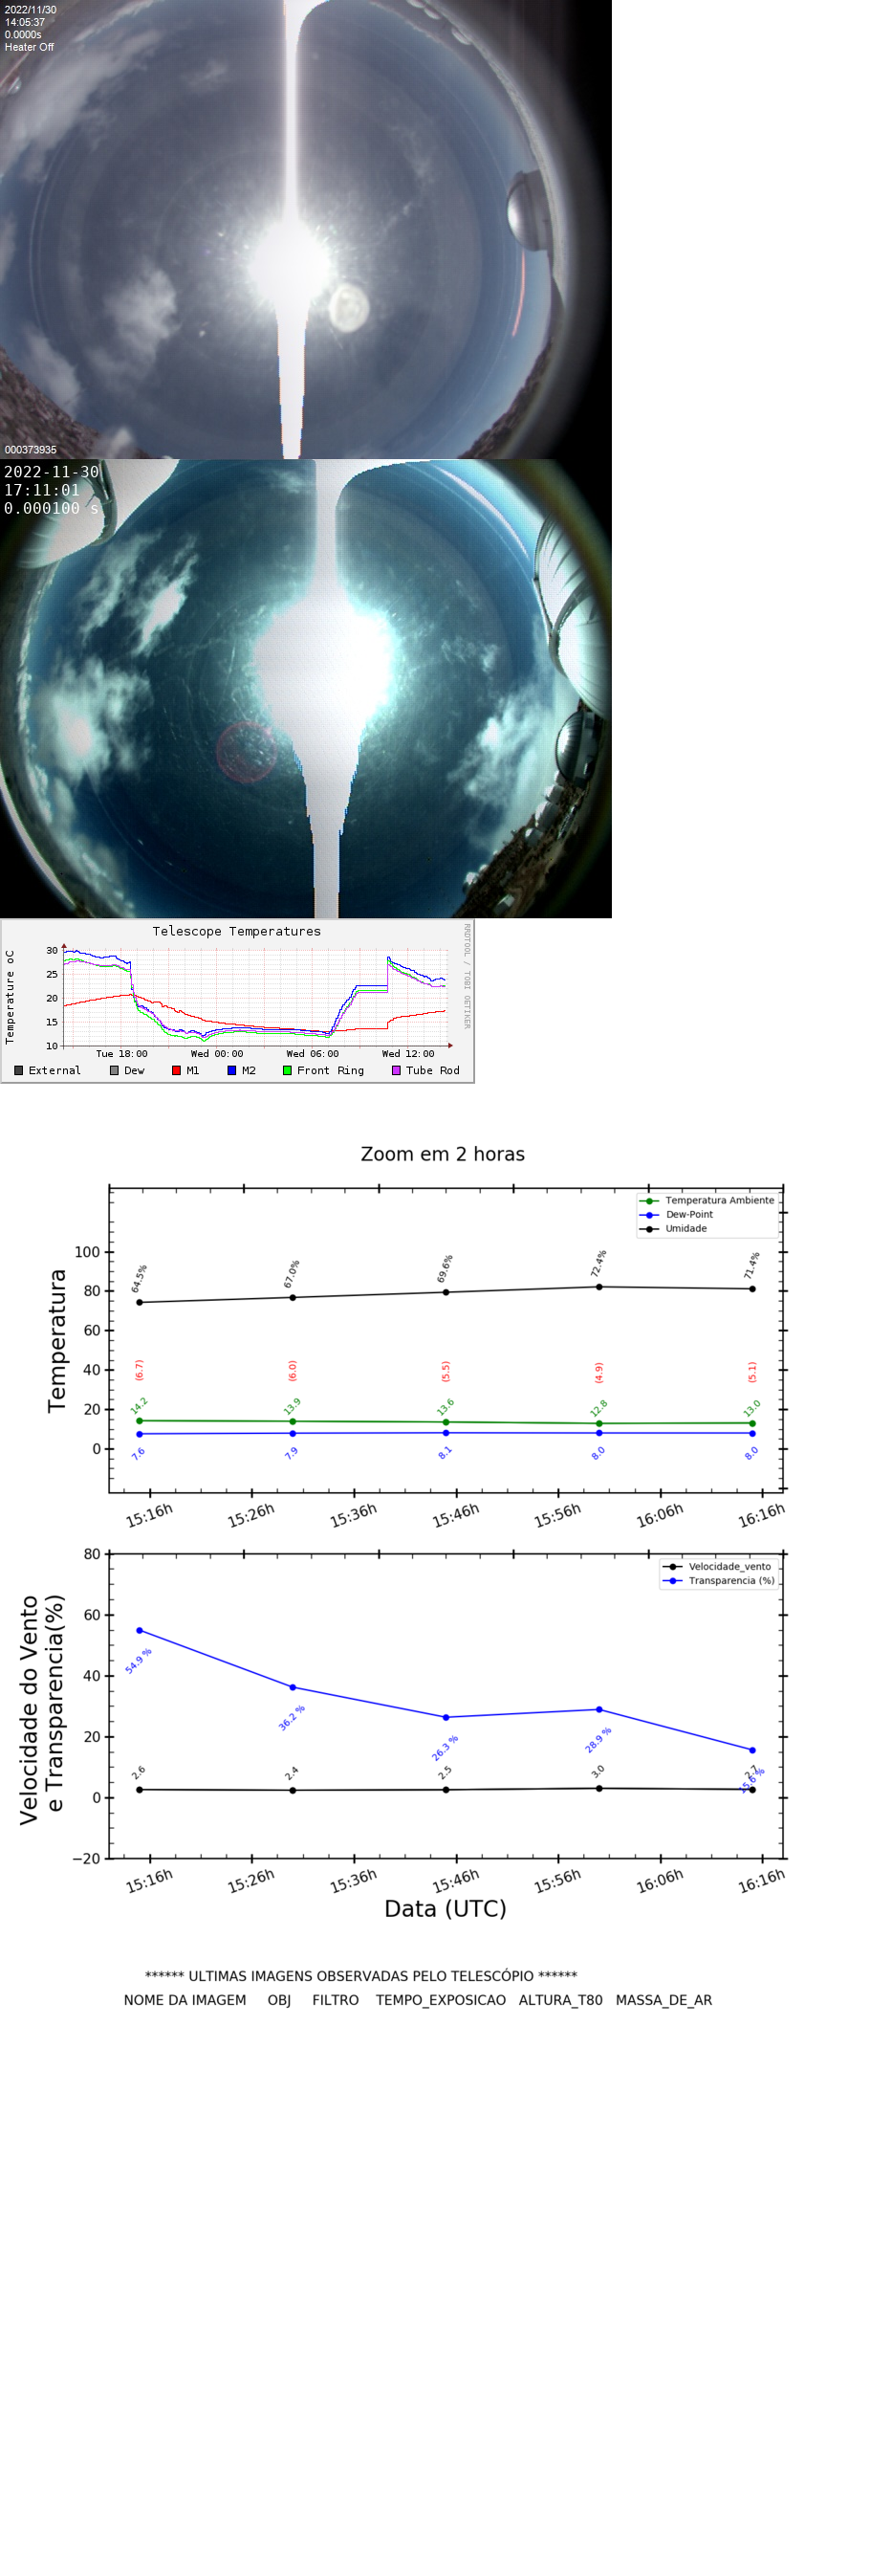 2022/11/30
14:05:37
0.0000s
Heater Off
000373935
2022-11-30
17:11:01
0.000100 s
Telescope Temperatures
RRDTOOL / TOBI OETIKER
Temperature oC
30
25
20
15
10
Tue 18:00 Wed 00:00 Wed 06:00 Wed 12:00
External Dew M1 M2 Front Ring Tube Rod
Zoom em 2 horas
Temperatura Ambiente
Dew-Point
Umidade
Temperatura
100
80
60
40
20
0
64.5% 67.0% 69.6% 72.4% 71.4%
(6.7) (6.0) (5.5) (4.9) (5.1)
14.2 13.9 13.6 12.8 13.0
7.6 7.9 8.1 8.0 8.0
15:16h 15:26h 15:36h 15:46h 15:56h 16:06h 16:16h
Velocidade_vento
Transparencia (%)
Velocidade do Vento
e Transparencia(%)
80
60
40
20
0
−20
54.9 % 36.2 % 26.3 % 28.9 % 15.6 %
2.6 2.4 2.5 3.0 2.7
15:16h 15:26h 15:36h 15:46h 15:56h 16:06h 16:16h
Data (UTC)
****** ULTIMAS IMAGENS OBSERVADAS PELO TELESCÓPIO ******
NOME DA IMAGEM OBJ FILTRO TEMPO_EXPOSICAO ALTURA_T80 MASSA_DE_AR